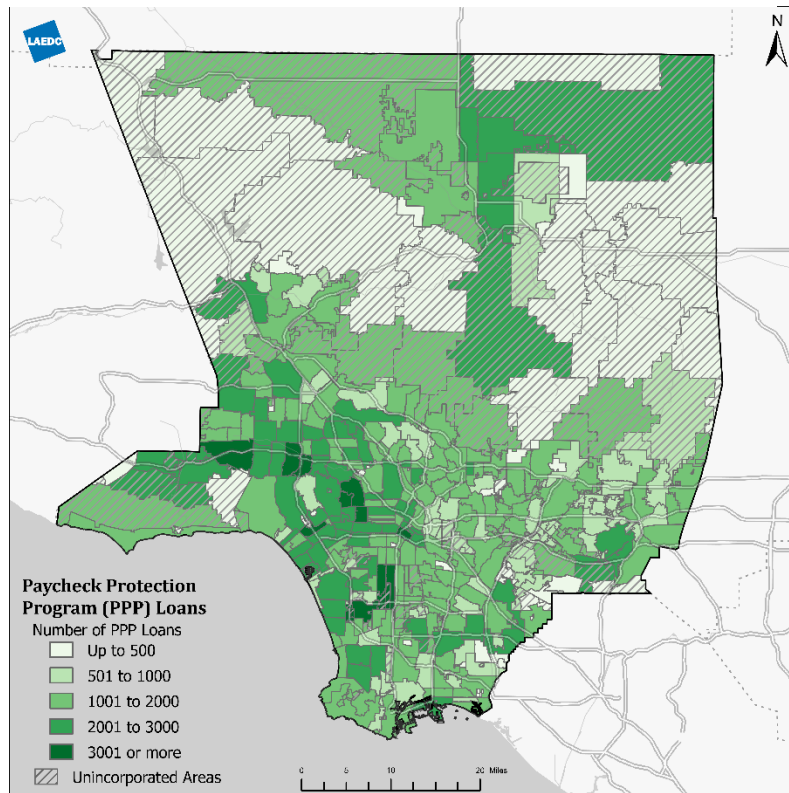 LAEDC
N
Paycheck Protection
Program (PPP) Loans
Number of PPP Loans
Up to 500
501 to 1000
1001 to 2000
2001 to 3000
3001 or more
Unincorporated Areas
0 5 10 20 Miles